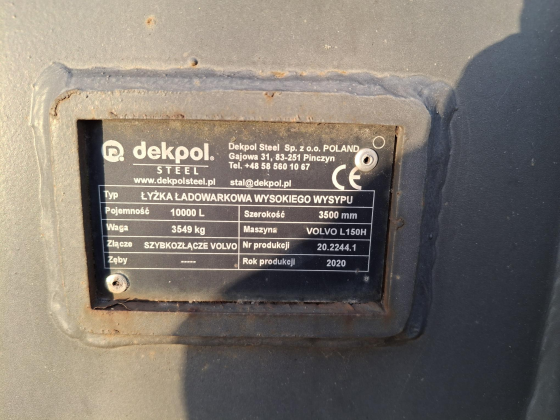 dekpol.
STEEL
www.dekpolsteel.pl
Dekpol Steel Sp. z o.o. POLAND
Gajowa 31, 83-251 Pinczyn
Tel. +48 58 560 10 67
stal@dekpol.pl
CE
Typ ŁYŻKA ŁADOWARKOWA WYSOKIEGO WYSYPU
Pojemność 10000 L Szerokość 3500 mm
Waga 3549 kg Maszyna VOLVO L150H
Złącze SZYBKOZŁĄCZE VOLVO Nr produkcji 20.2244.1
Zęby ----- Rok produkcji 2020